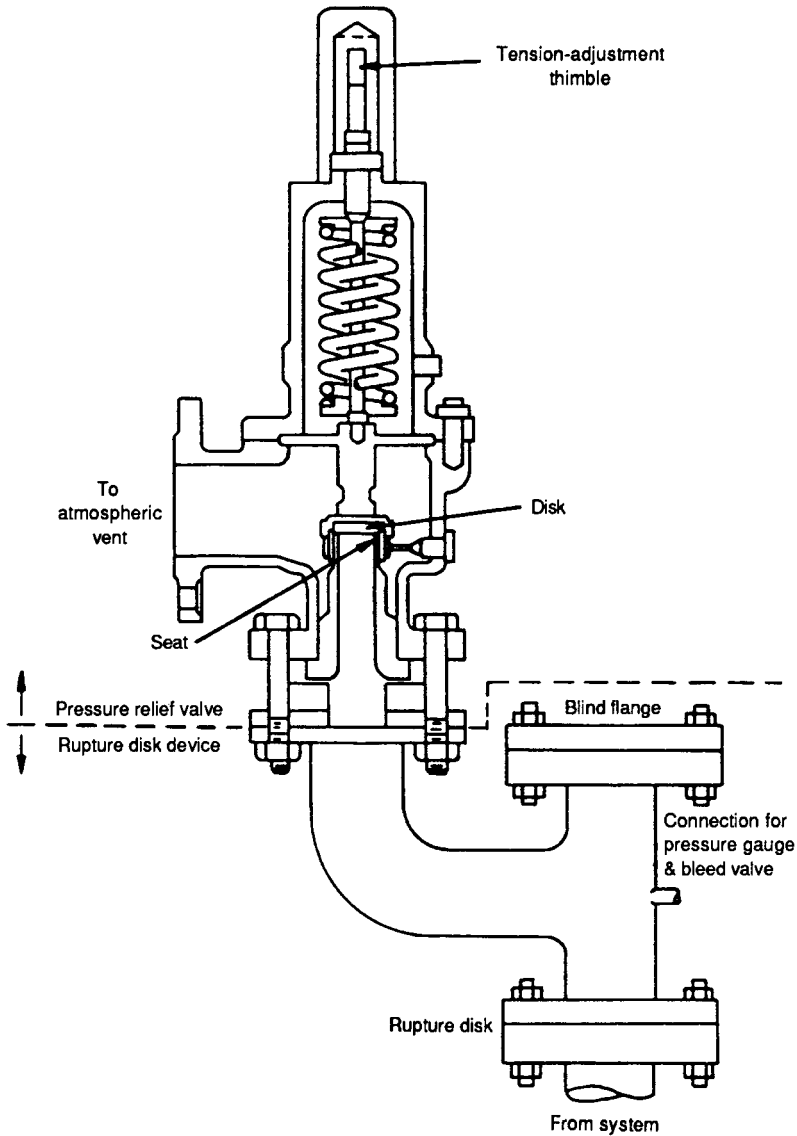 Tension-adjustment
thimble
To
atmospheric
vent
Disk
Seat
Pressure relief valve
Rupture disk device
Blind flange
Connection for
pressure gauge
& bleed valve
Rupture disk
From system